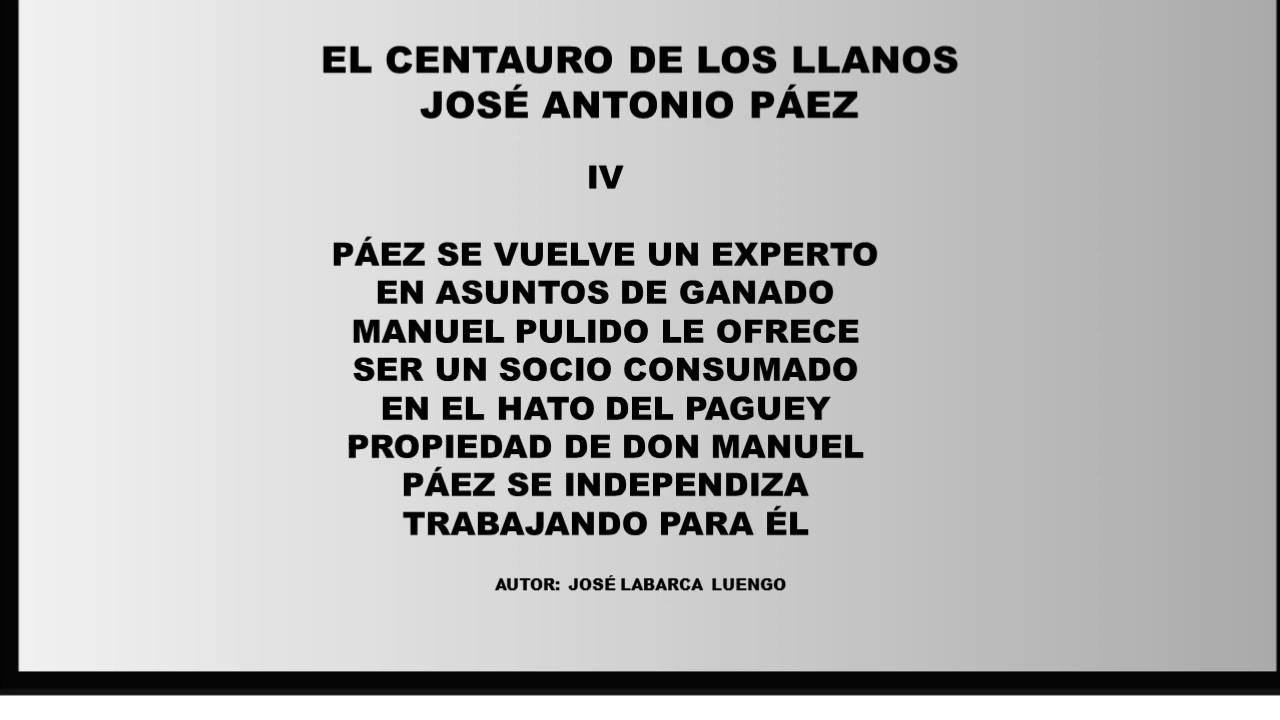 EL CENTAURO DE LOS LLANOS
JOSÉ ANTONIO PÁEZ
IV
PÁEZ SE VUELVE UN EXPERTO
EN ASUNTOS DE GANADO
MANUEL PULIDO LE OFRECE
SER UN SOCIO CONSUMADO
EN EL HATO DEL PAGUEY
PROPIEDAD DE DON MANUEL
PÁEZ SE INDEPENDIZA
TRABAJANDO PARA ÉL
AUTOR: JOSÉ LABARCA LUENGO